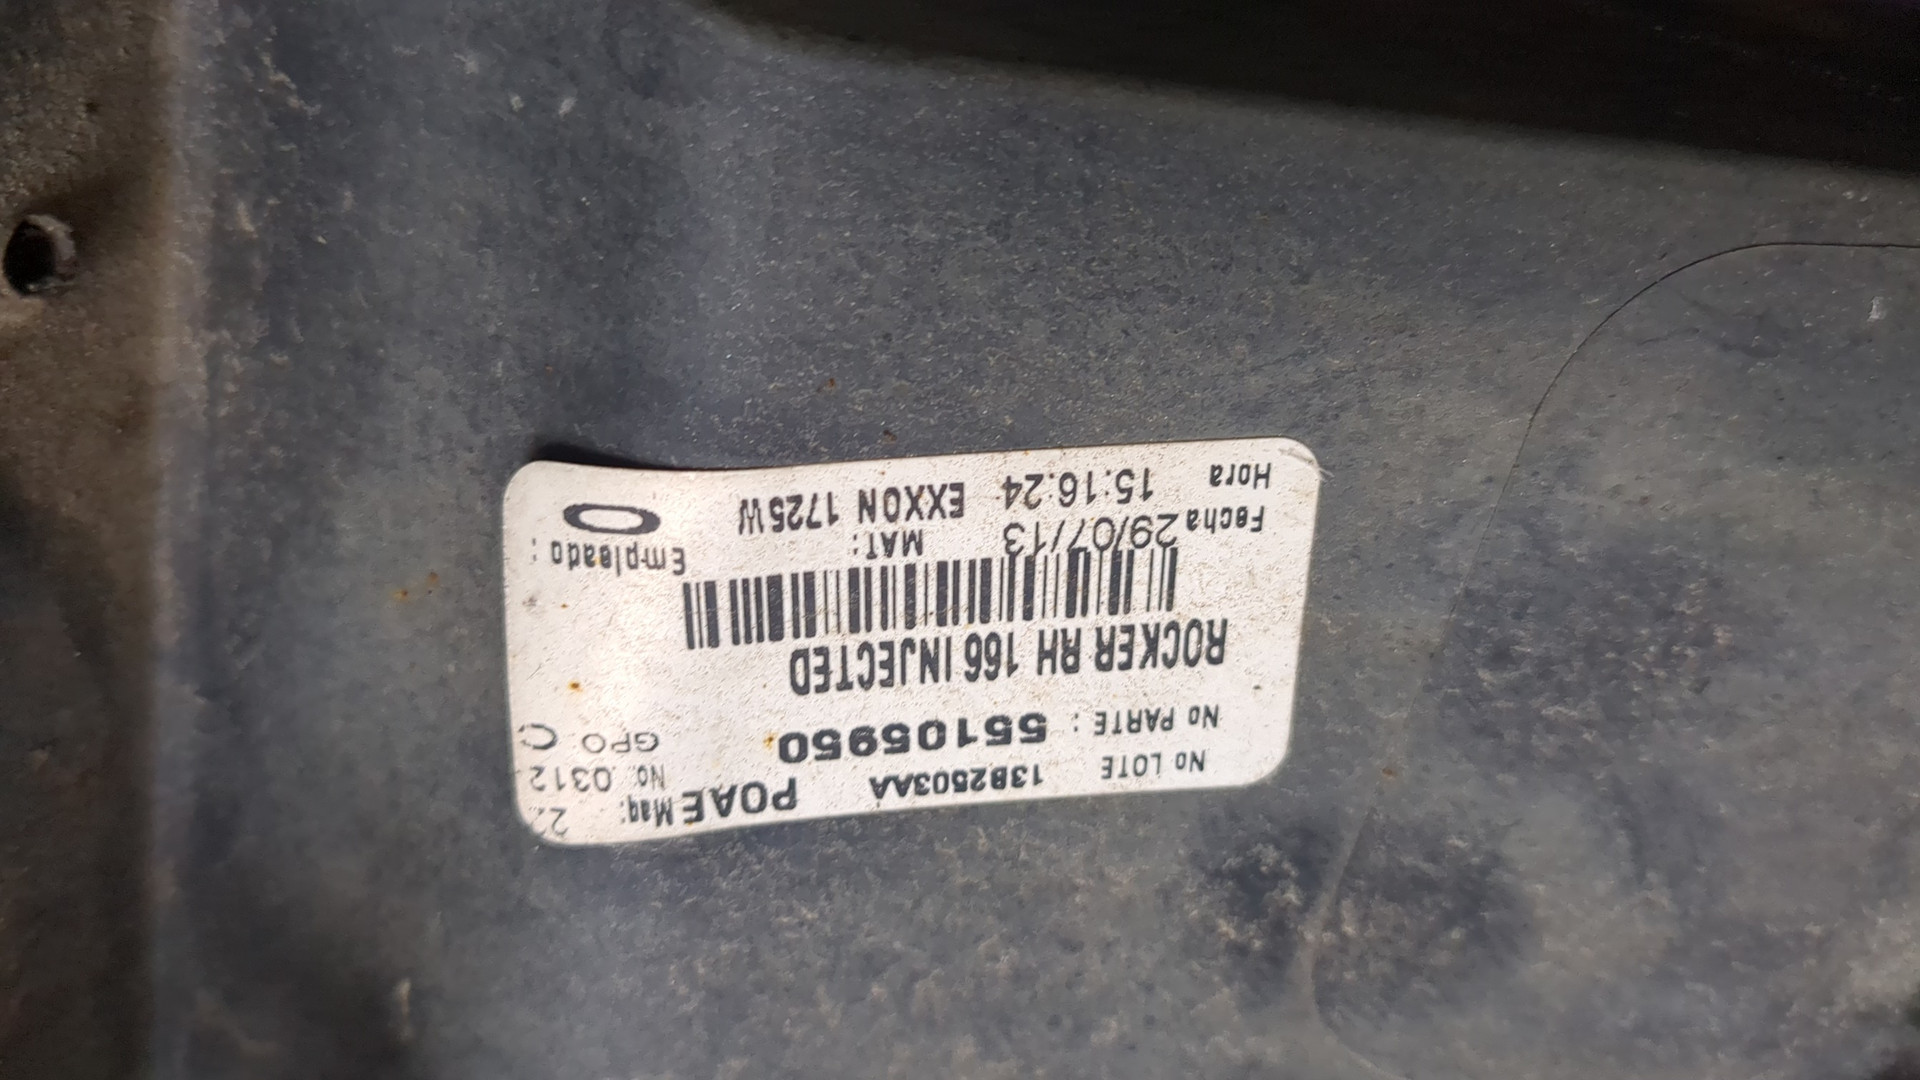 No LOTE 13B2503AA POAE Maq:
No PARTE : 55105950 No. 0312
GPO C
ROCKER RH 166 INJECTED
Empleado : O
Fecha 29/07/13 MAT:
Hora 15:16:24 EXXON 1725W